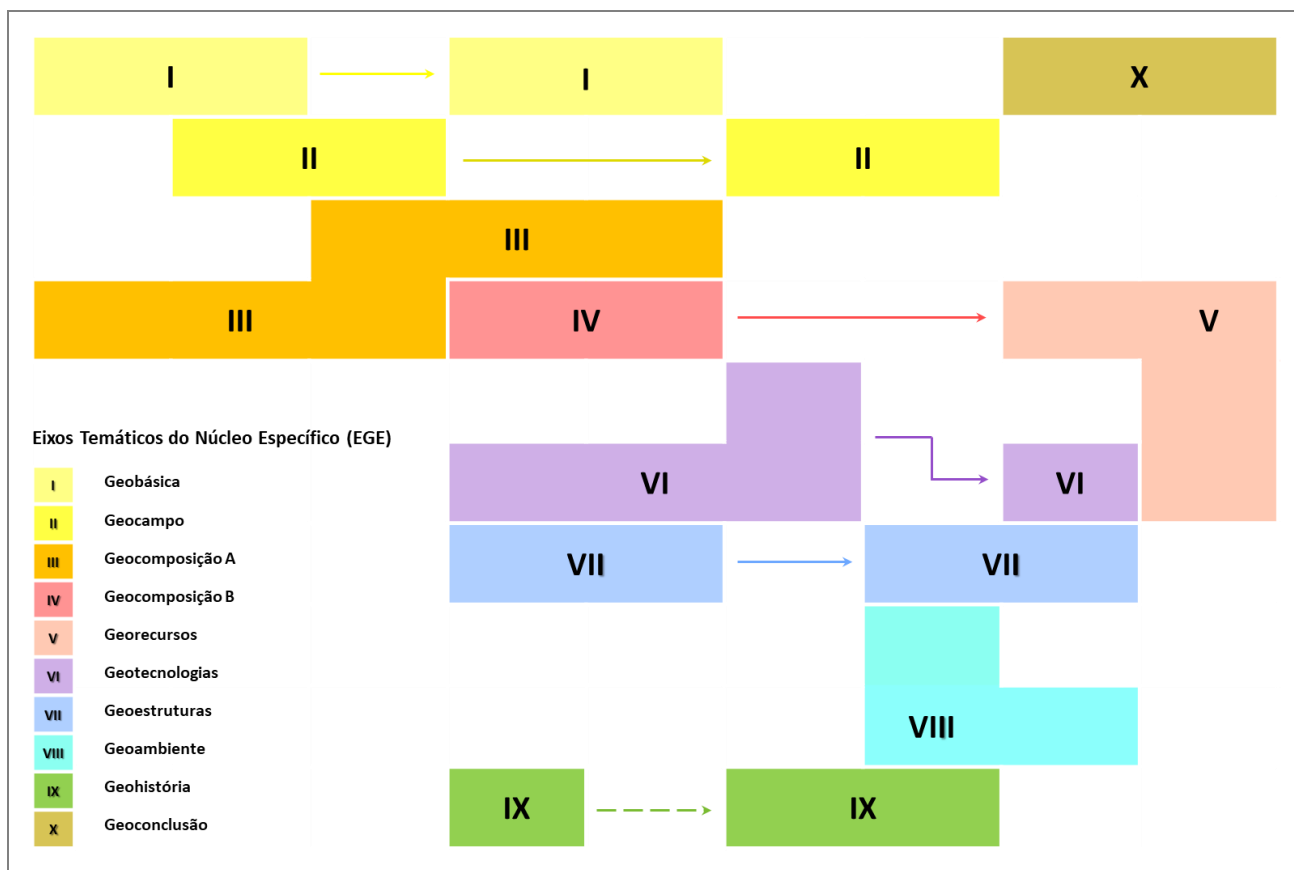 I
I
X
II
II
III
III
IV
V
VI
VI
VII
VII
VIII
IX
IX
Eixos Temáticos do Núcleo Específico (EGE)
I Geobásica
II Geocampo
III Geocomposição A
IV Geocomposição B
V Georecursos
VI Geotecnologias
VII Geoestruturas
VIII Geoambiente
IX Geohistória
X Geoconclusão